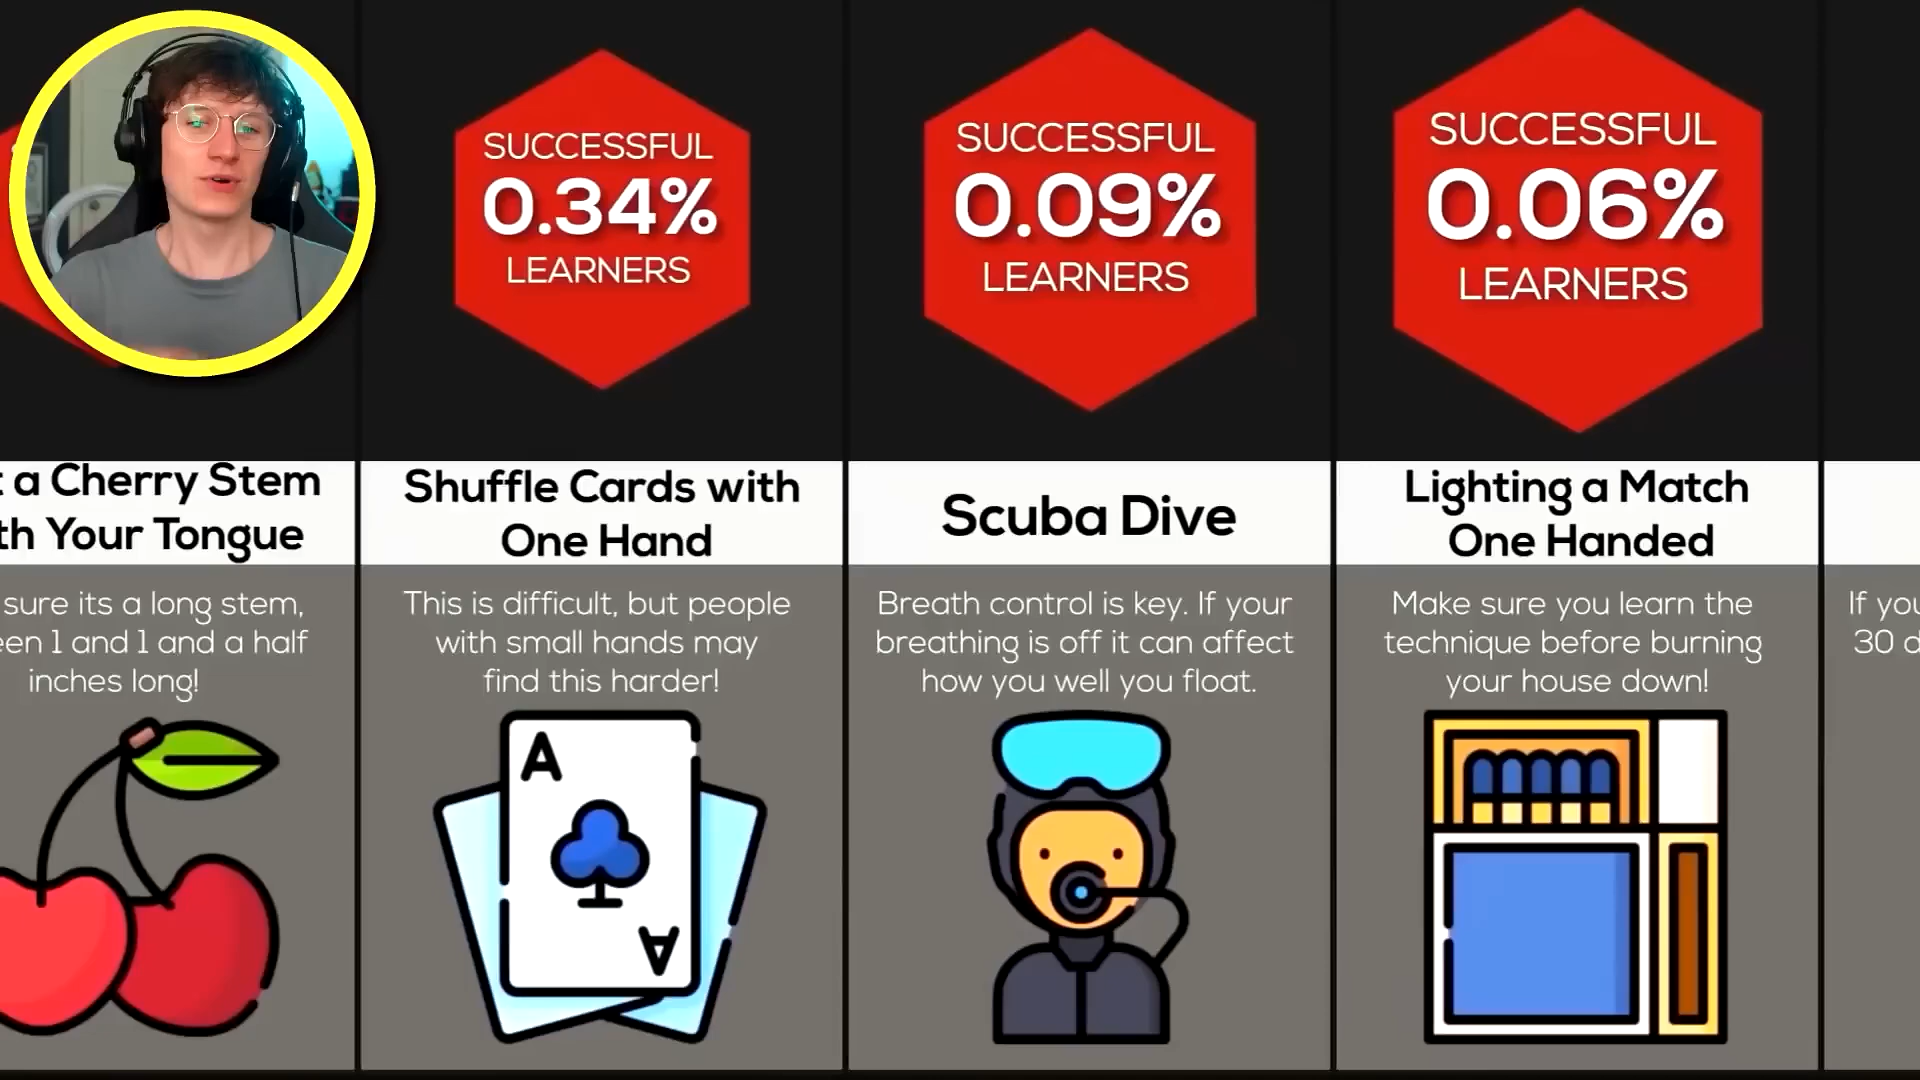 SUCCESSFUL
0.34%
LEARNERS
SUCCESSFUL
0.09%
LEARNERS
SUCCESSFUL
0.06%
LEARNERS
a Cherry Stem
Your Tongue
sure its a long stem,
1 and 1 and a half
inches long!
Shuffle Cards with
One Hand
This is difficult, but people
with small hands may
find this harder!
A
A
Scuba Dive
Breath control is key. If your
breathing is off it can affect
how you well you float.
Lighting a Match
One Handed
Make sure you learn the
technique before burning
your house down!
If
30